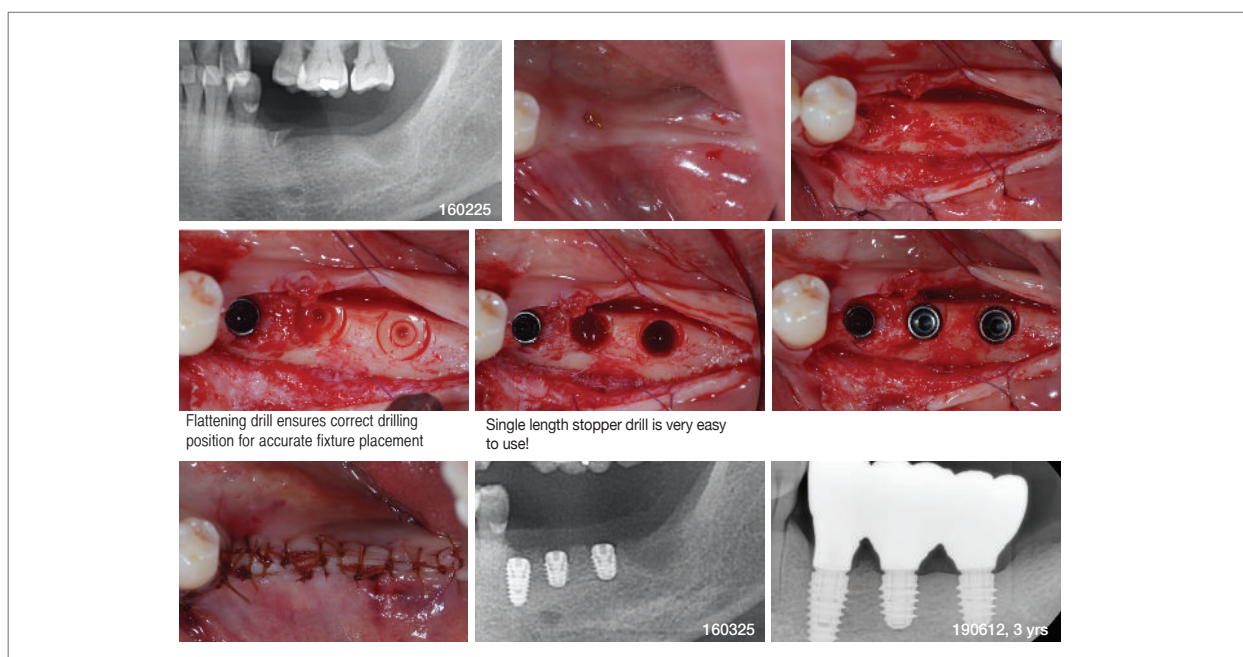 160225
Flattening drill ensures correct drilling
position for accurate fixture placement
Single length stopper drill is very easy
to use!
160325
190612, 3 yrs